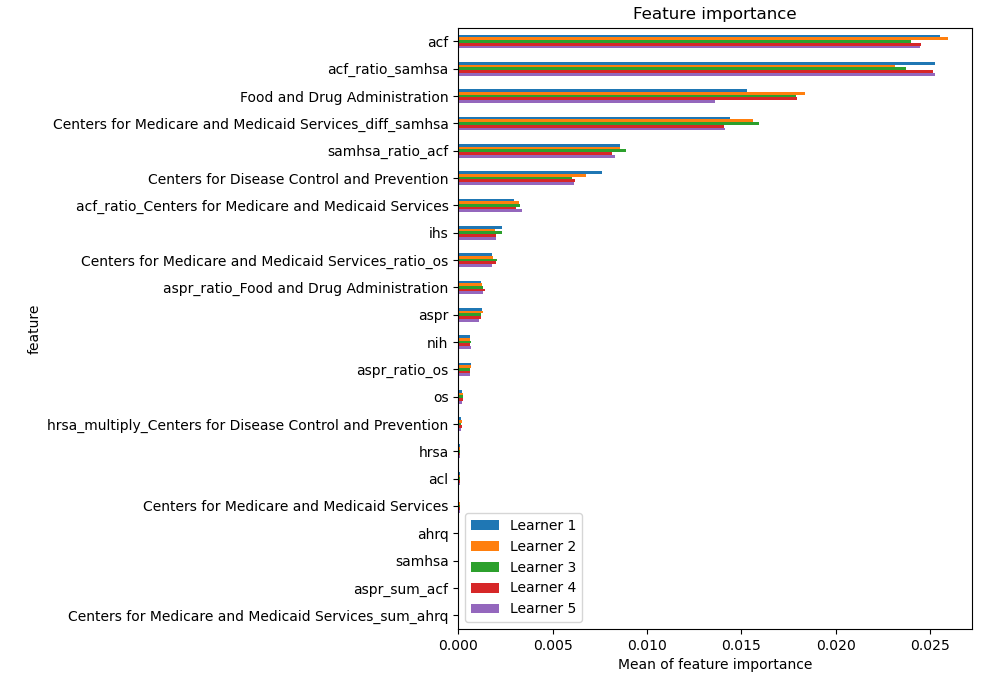 Feature importance
feature
acf
acf_ratio_samhsa
Food and Drug Administration
Centers for Medicare and Medicaid Services_diff_samhsa
samhsa_ratio_acf
Centers for Disease Control and Prevention
acf_ratio_Centers for Medicare and Medicaid Services
ihs
Centers for Medicare and Medicaid Services_ratio_os
aspr_ratio_Food and Drug Administration
aspr
nih
aspr_ratio_os
os
hrsa_multiply_Centers for Disease Control and Prevention
hrsa
acl
Centers for Medicare and Medicaid Services
ahrq
samhsa
aspr_sum_acf
Centers for Medicare and Medicaid Services_sum_ahrq
Learner 1
Learner 2
Learner 3
Learner 4
Learner 5
0.000 0.005 0.010 0.015 0.020 0.025
Mean of feature importance